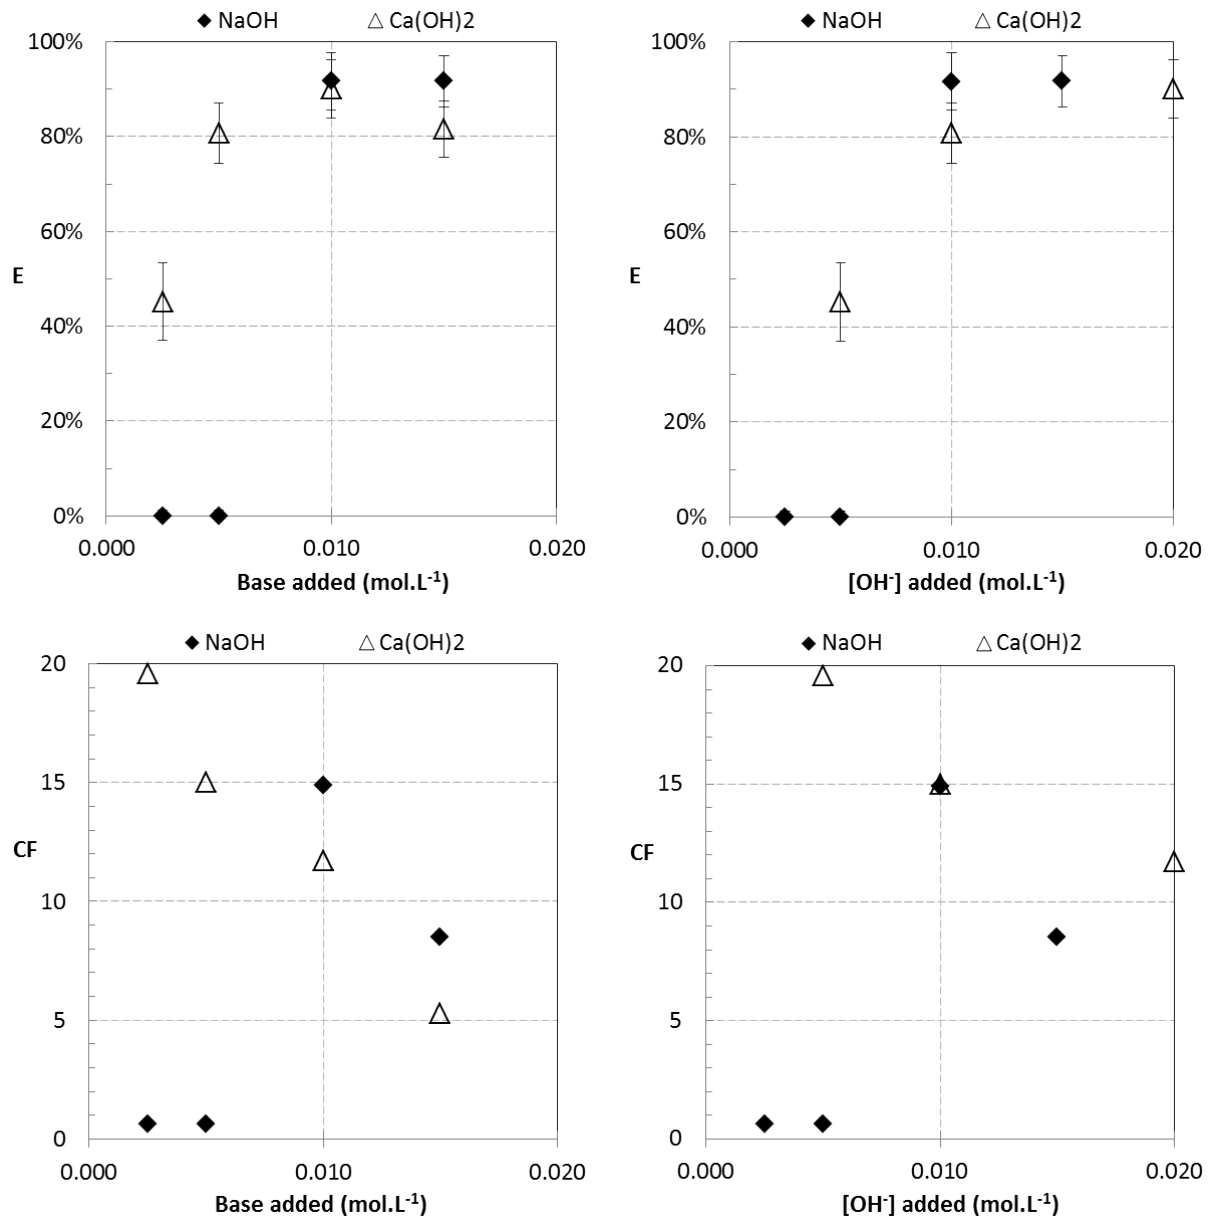 NaOH Ca(OH)2 NaOH Ca(OH)2
100% 100%
80% 80%
60% 60%
E E
40% 40%
20% 20%
0% 0%
0.000 0.010 0.020 0.000 0.010 0.020
Base added (mol.L⁻¹) [OH⁻] added (mol.L⁻¹)
NaOH Ca(OH)2 NaOH Ca(OH)2
20 20
15 15
CF CF
10 10
5 5
0 0
0.000 0.010 0.020 0.000 0.010 0.020
Base added (mol.L⁻¹) [OH⁻] added (mol.L⁻¹)